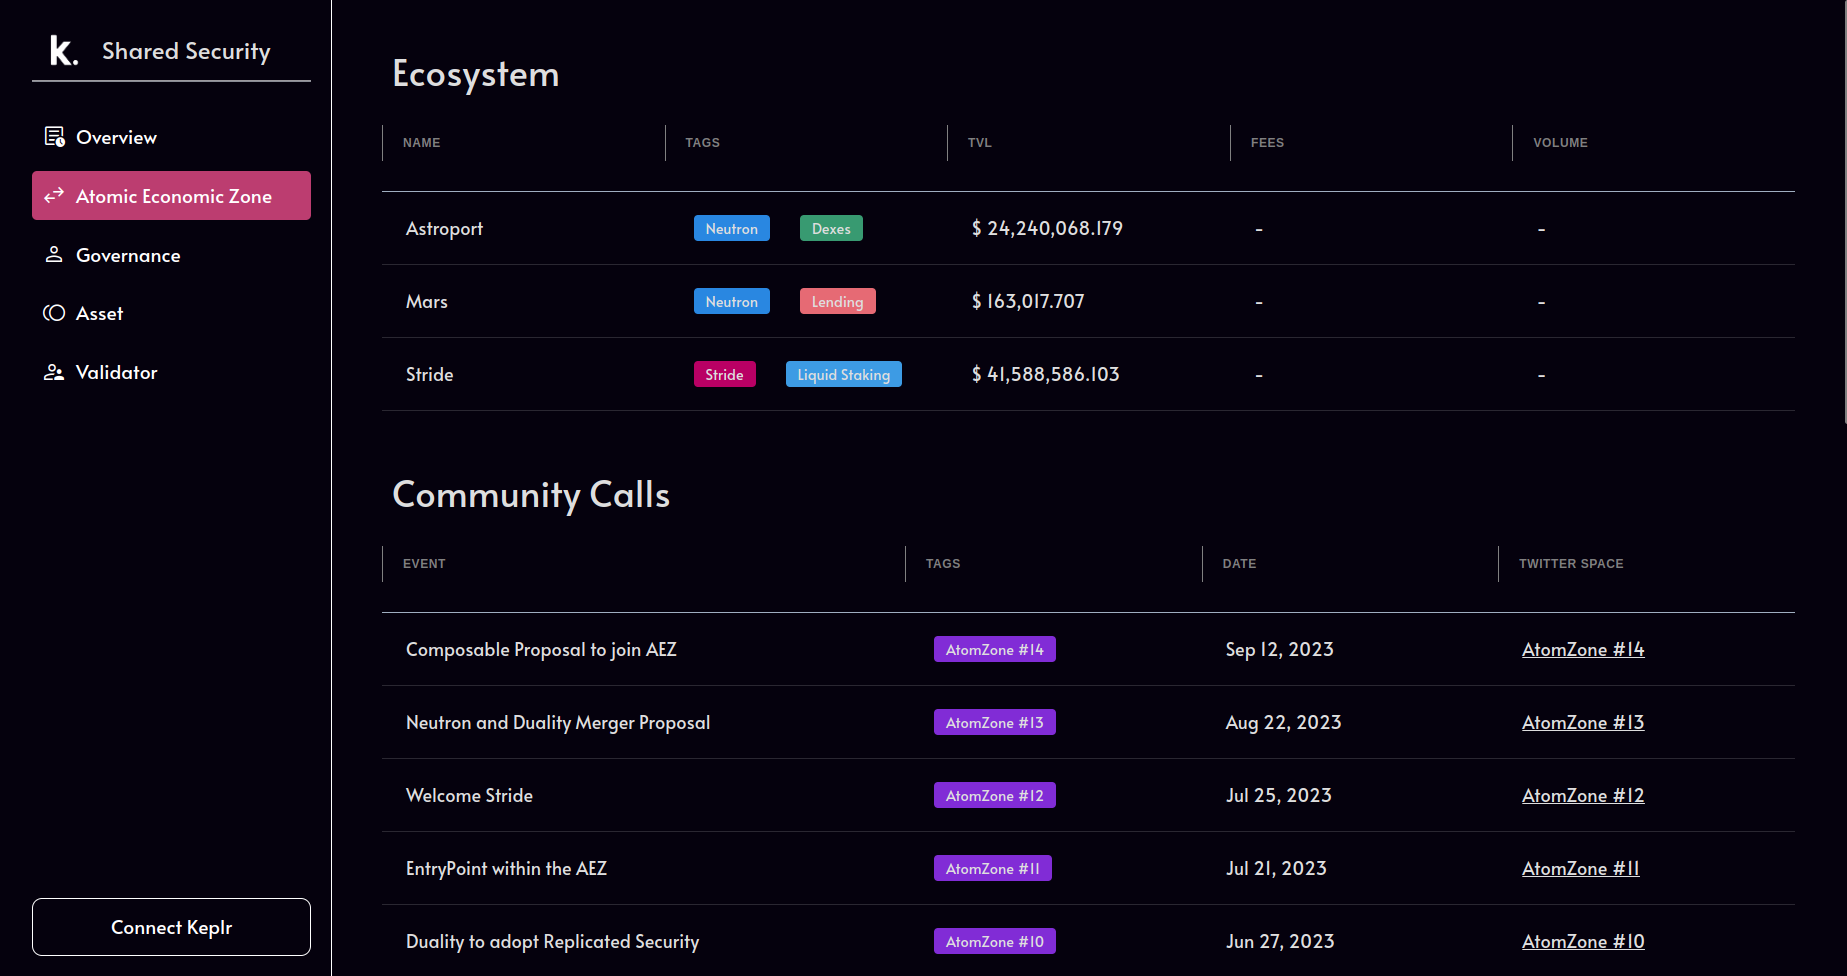 k. Shared Security
Overview
Atomic Economic Zone
Governance
Asset
Validator
Connect Keplr
Ecosystem
NAME TAGS TVL FEES VOLUME
Astroport Neutron Dexes $ 24,240,068.179 - -
Mars Neutron Lending $ 163,017.707 - -
Stride Stride Liquid Staking $ 41,588,586.103 - -
Community Calls
EVENT TAGS DATE TWITTER SPACE
Composable Proposal to join AEZ AtomZone #14 Sep 12, 2023 AtomZone #14
Neutron and Duality Merger Proposal AtomZone #13 Aug 22, 2023 AtomZone #13
Welcome Stride AtomZone #12 Jul 25, 2023 AtomZone #12
EntryPoint within the AEZ AtomZone #11 Jul 21, 2023 AtomZone #11
Duality to adopt Replicated Security AtomZone #10 Jun 27, 2023 AtomZone #10